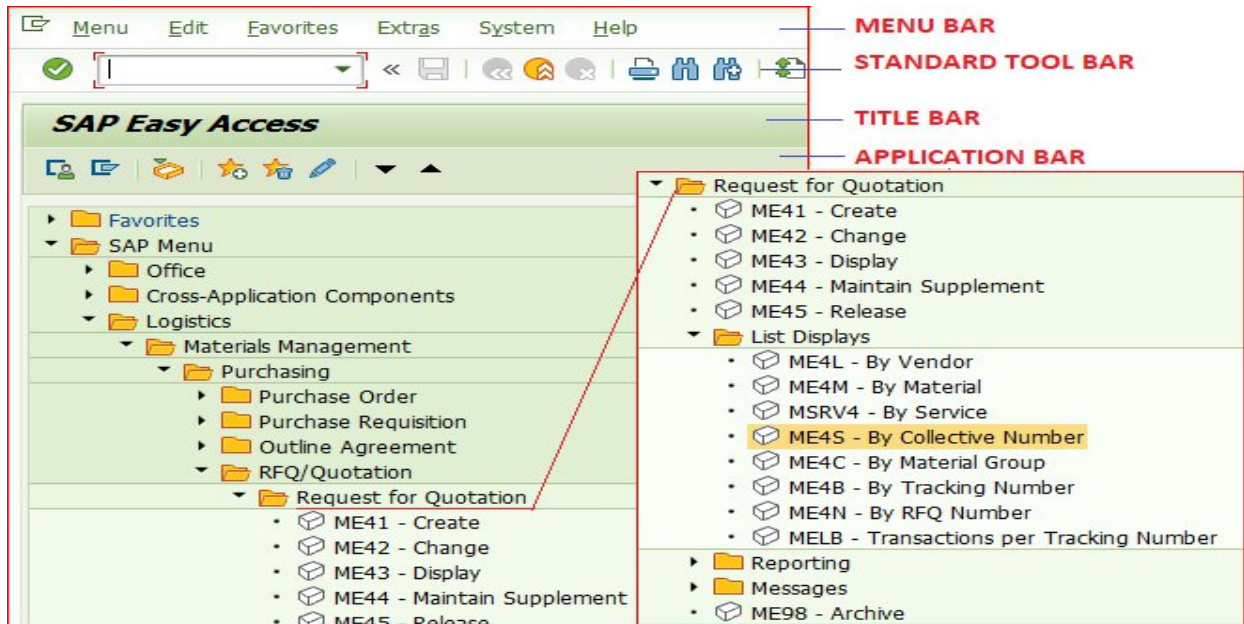 Menu Edit Favorites Extras System Help
MENU BAR
STANDARD TOOL BAR
SAP Easy Access
TITLE BAR
APPLICATION BAR
Favorites
SAP Menu
Office
Cross-Application Components
Logistics
Materials Management
Purchasing
Purchase Order
Purchase Requisition
Outline Agreement
RFQ/Quotation
Request for Quotation
ME41 - Create
ME42 - Change
ME43 - Display
ME44 - Maintain Supplement
ME45 - Release
Request for Quotation
ME41 - Create
ME42 - Change
ME43 - Display
ME44 - Maintain Supplement
ME45 - Release
List Displays
ME4L - By Vendor
ME4M - By Material
MSRV4 - By Service
ME4S - By Collective Number
ME4C - By Material Group
ME4B - By Tracking Number
ME4N - By RFQ Number
MELB - Transactions per Tracking Number
Reporting
Messages
ME98 - Archive